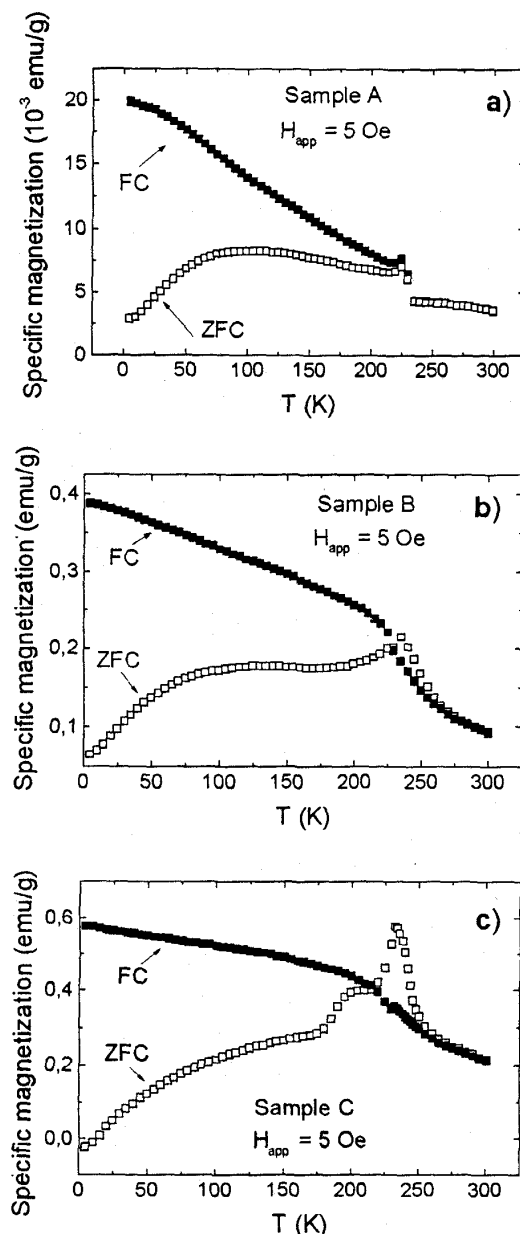 Specific magnetization (10⁻³ emu/g)
Sample A
a)
H_app = 5 Oe
FC
ZFC
20
15
10
5
0
0 50 100 150 200 250 300
T (K)
Specific magnetization (emu/g)
Sample B
b)
H_app = 5 Oe
FC
ZFC
0,4
0,3
0,2
0,1
0 50 100 150 200 250 300
T (K)
Specific magnetization (emu/g)
c)
FC
ZFC
Sample C
H_app = 5 Oe
0,6
0,4
0,2
0,0
0 50 100 150 200 250 300
T (K)